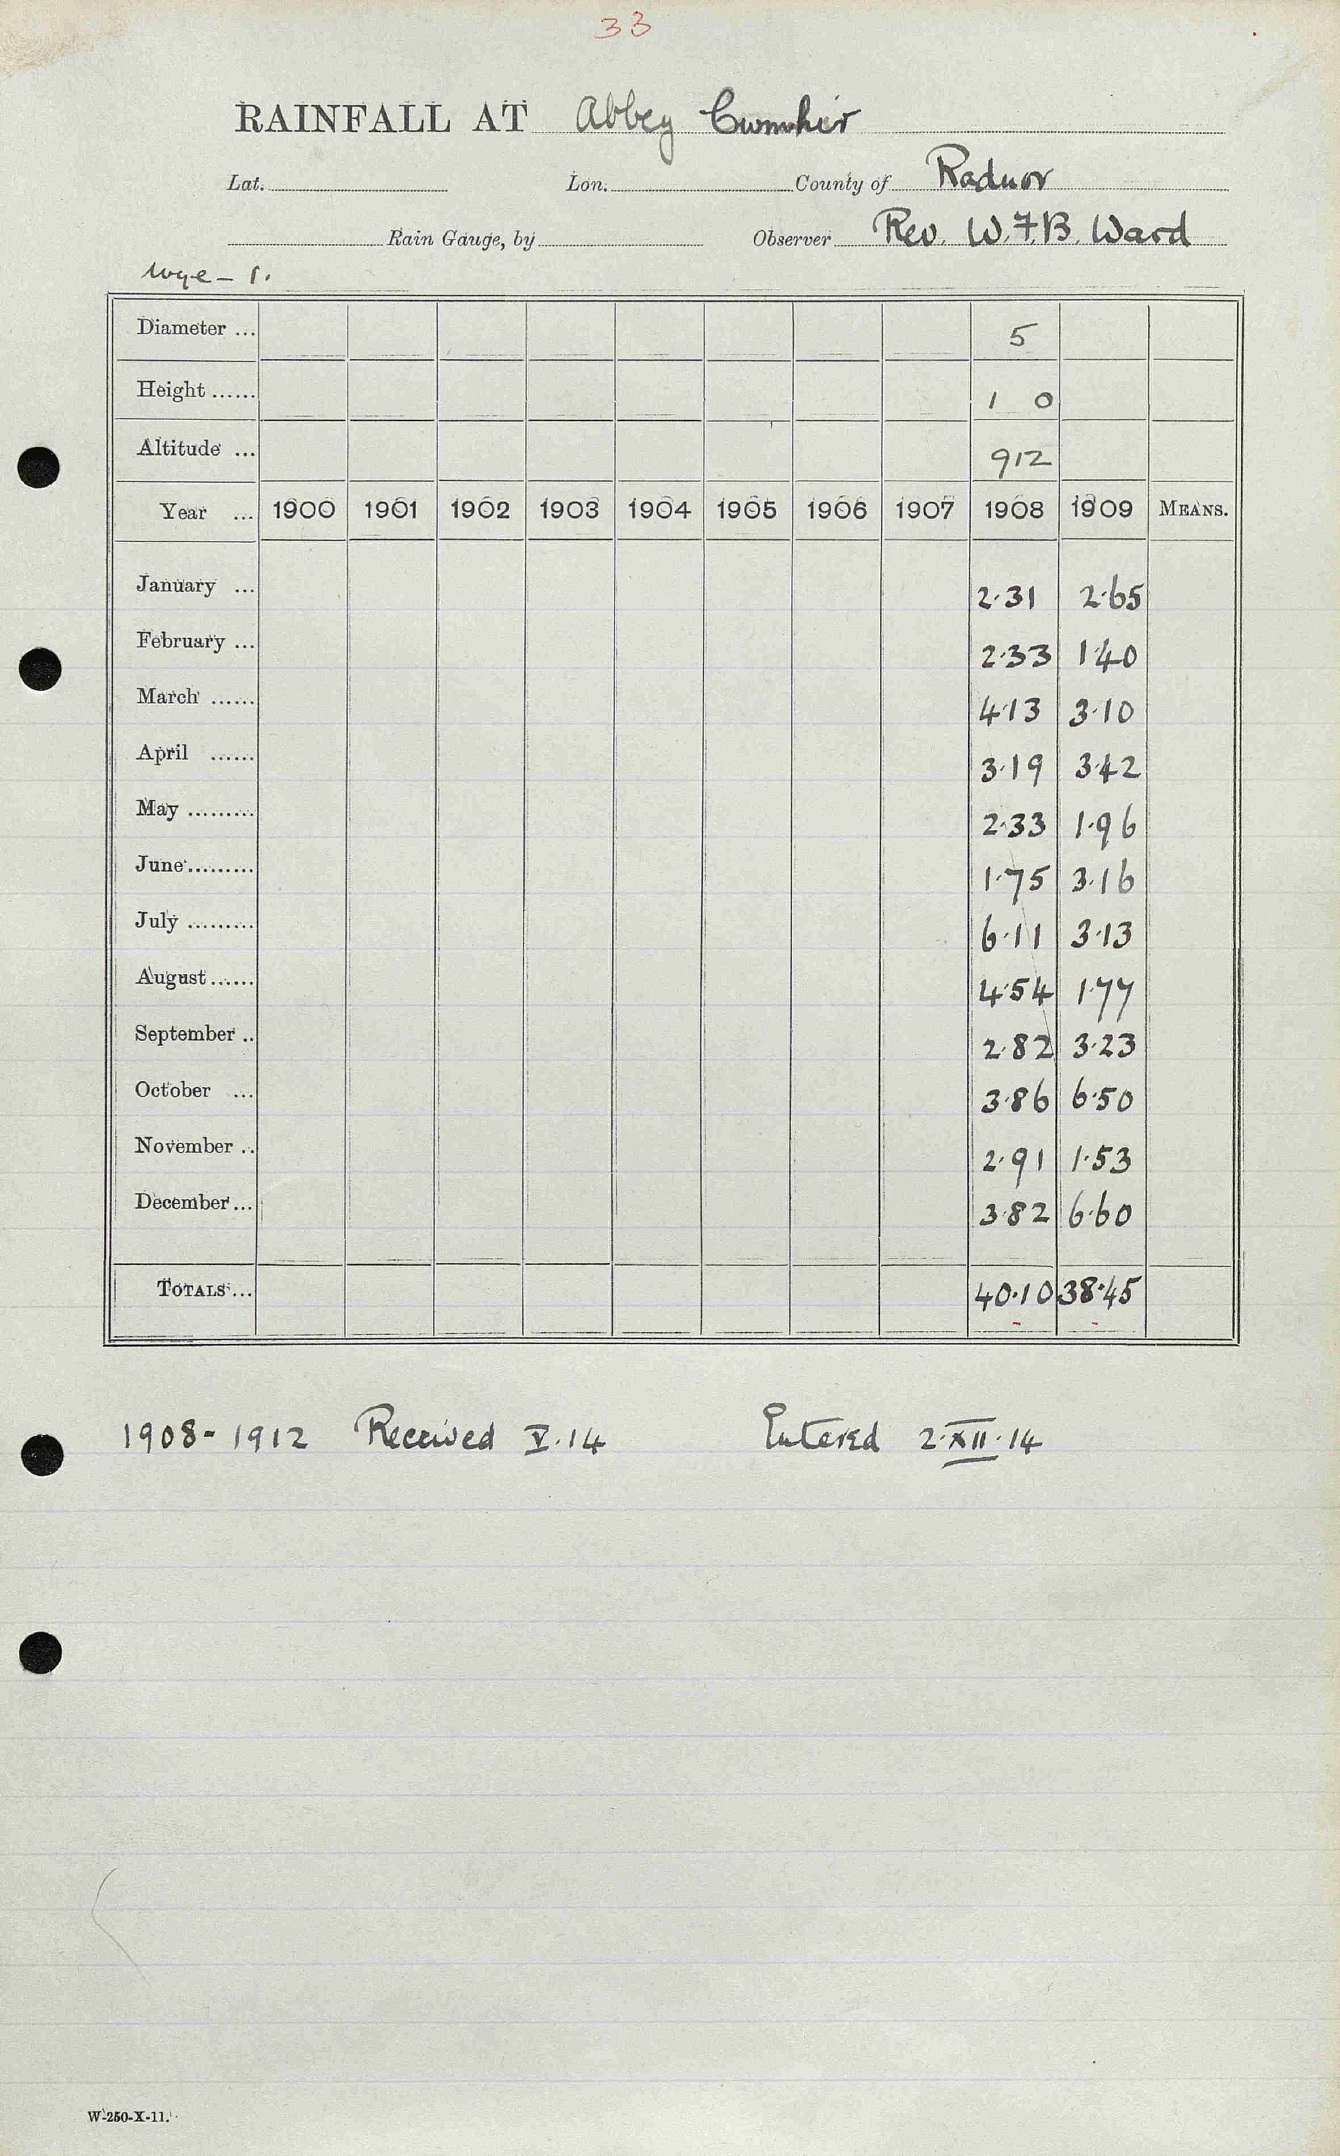 33
RAINFALL AT Abbey Cwmhir
Lat. Lon. County of Radnor
Rain Gauge, by Observer Rev. W. F. B. Ward
Wye - 1.
Diameter ... 5
Height ...... 1 0
Altitude ... 912
Year ... 1900 1901 1902 1903 1904 1905 1906 1907 1908 1909 MEANS.
January ... 2.31 2.65
February ... 2.33 1.40
March ...... 4.13 3.10
April ...... 3.19 3.42
May ......... 2.33 1.96
June ......... 1.75 3.16
July ......... 6.11 3.13
August ...... 4.54 1.77
September .. 2.82 3.23
October ... 3.86 6.50
November .. 2.91 1.53
December ... 3.82 6.60
TOTALS ... 40.10 38.45
1908-1912 Received V.14 Entered 2.XII.14
W-250-X-11.